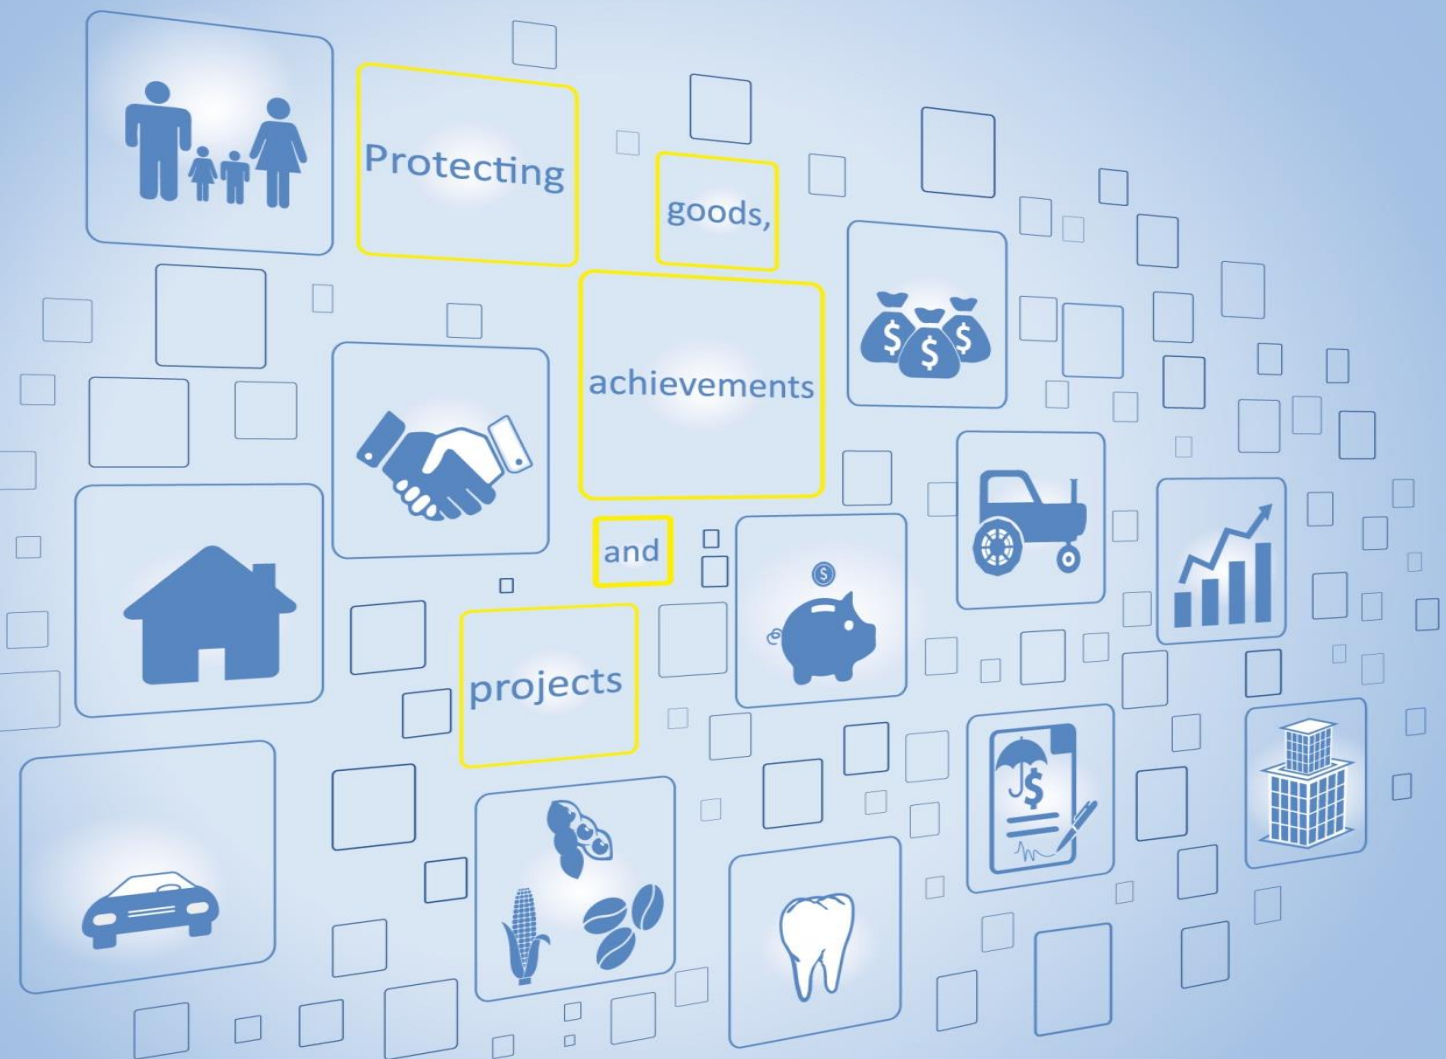 Protecting
goods,
achievements
and
projects
$ $ $
$
$